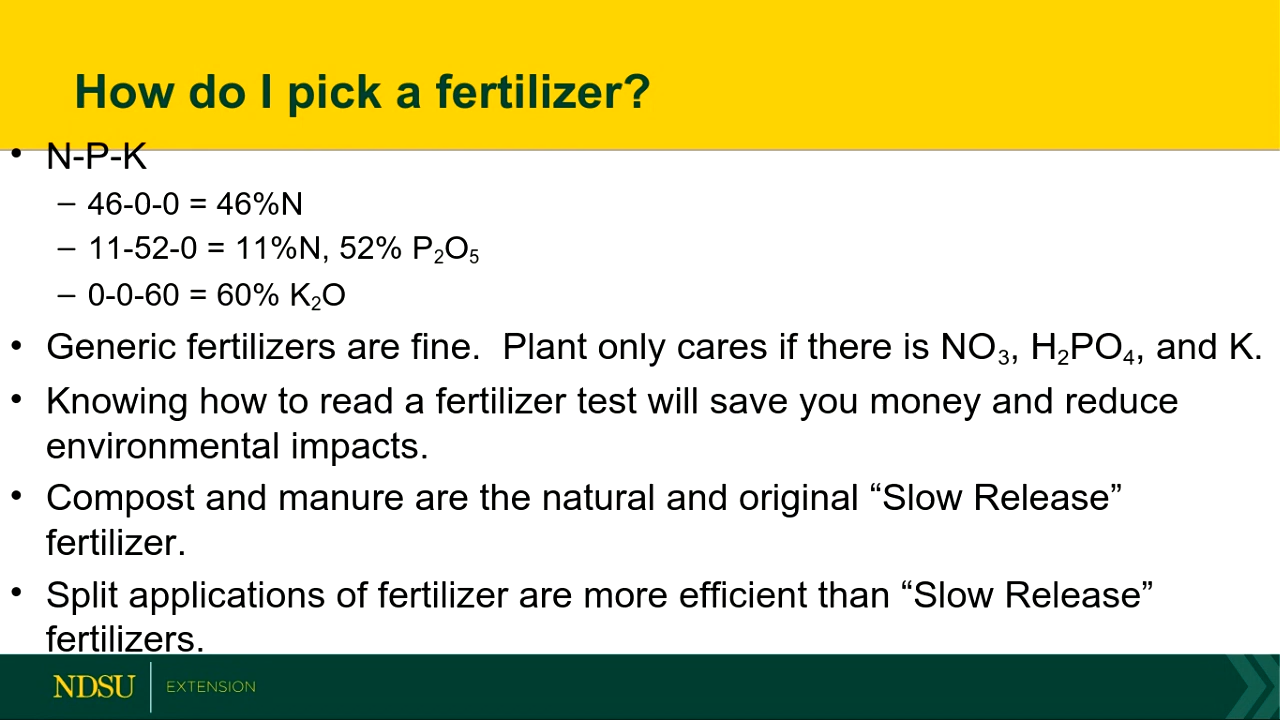 How do I pick a fertilizer?
• N-P-K
– 46-0-0 = 46%N
– 11-52-0 = 11%N, 52% P₂O₅
– 0-0-60 = 60% K₂O
• Generic fertilizers are fine.  Plant only cares if there is NO₃, H₂PO₄, and K.
• Knowing how to read a fertilizer test will save you money and reduce
environmental impacts.
• Compost and manure are the natural and original “Slow Release”
fertilizer.
• Split applications of fertilizer are more efficient than “Slow Release”
fertilizers.
NDSU EXTENSION